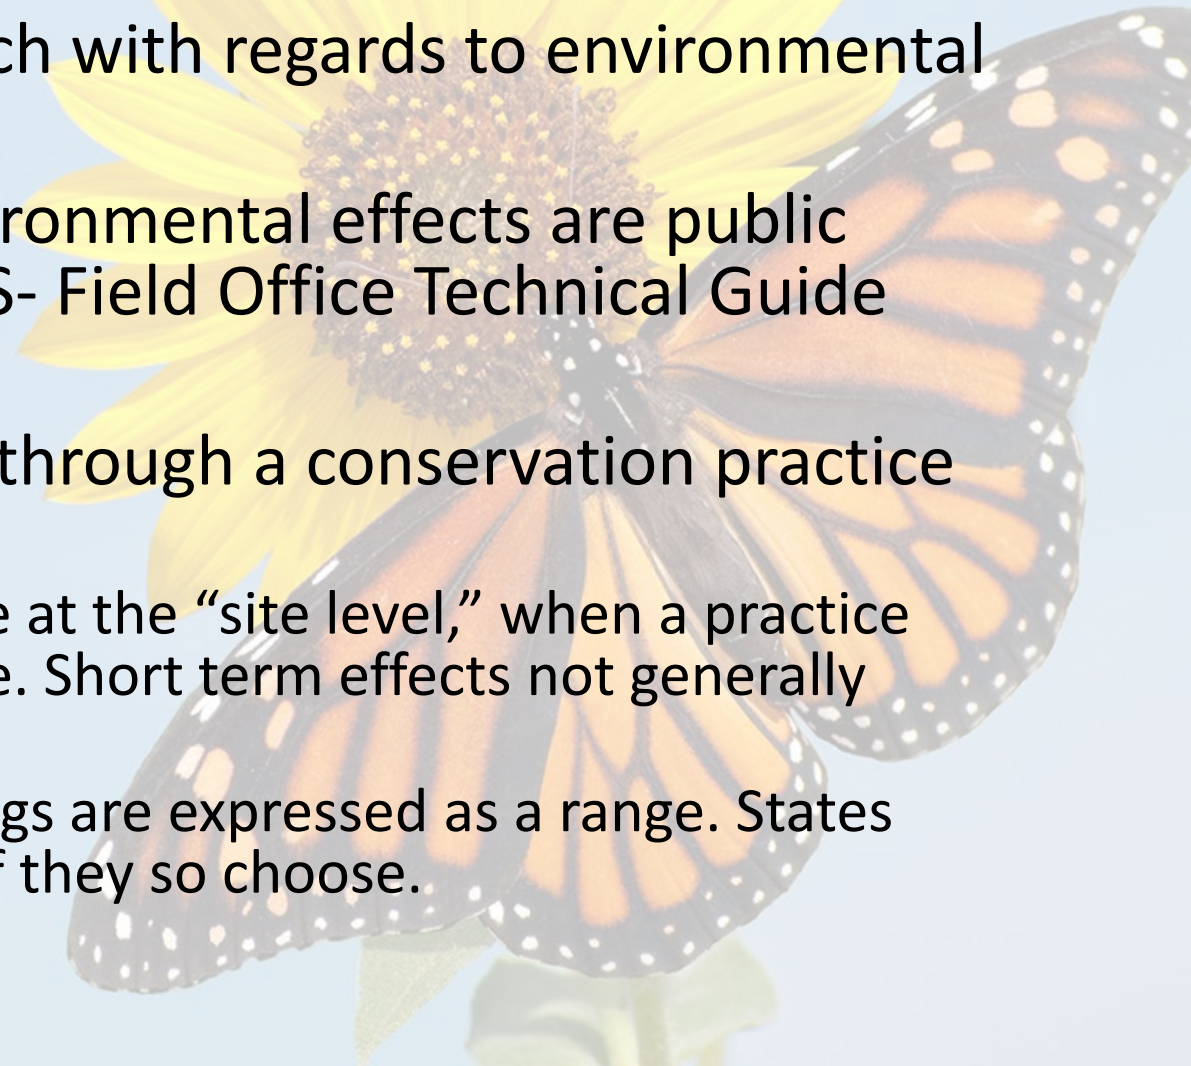 ch with regards to environmental
ronmental effects are public
S- Field Office Technical Guide
through a conservation practice
e at the “site level,” when a practice
e. Short term effects not generally
gs are expressed as a range. States
f they so choose.